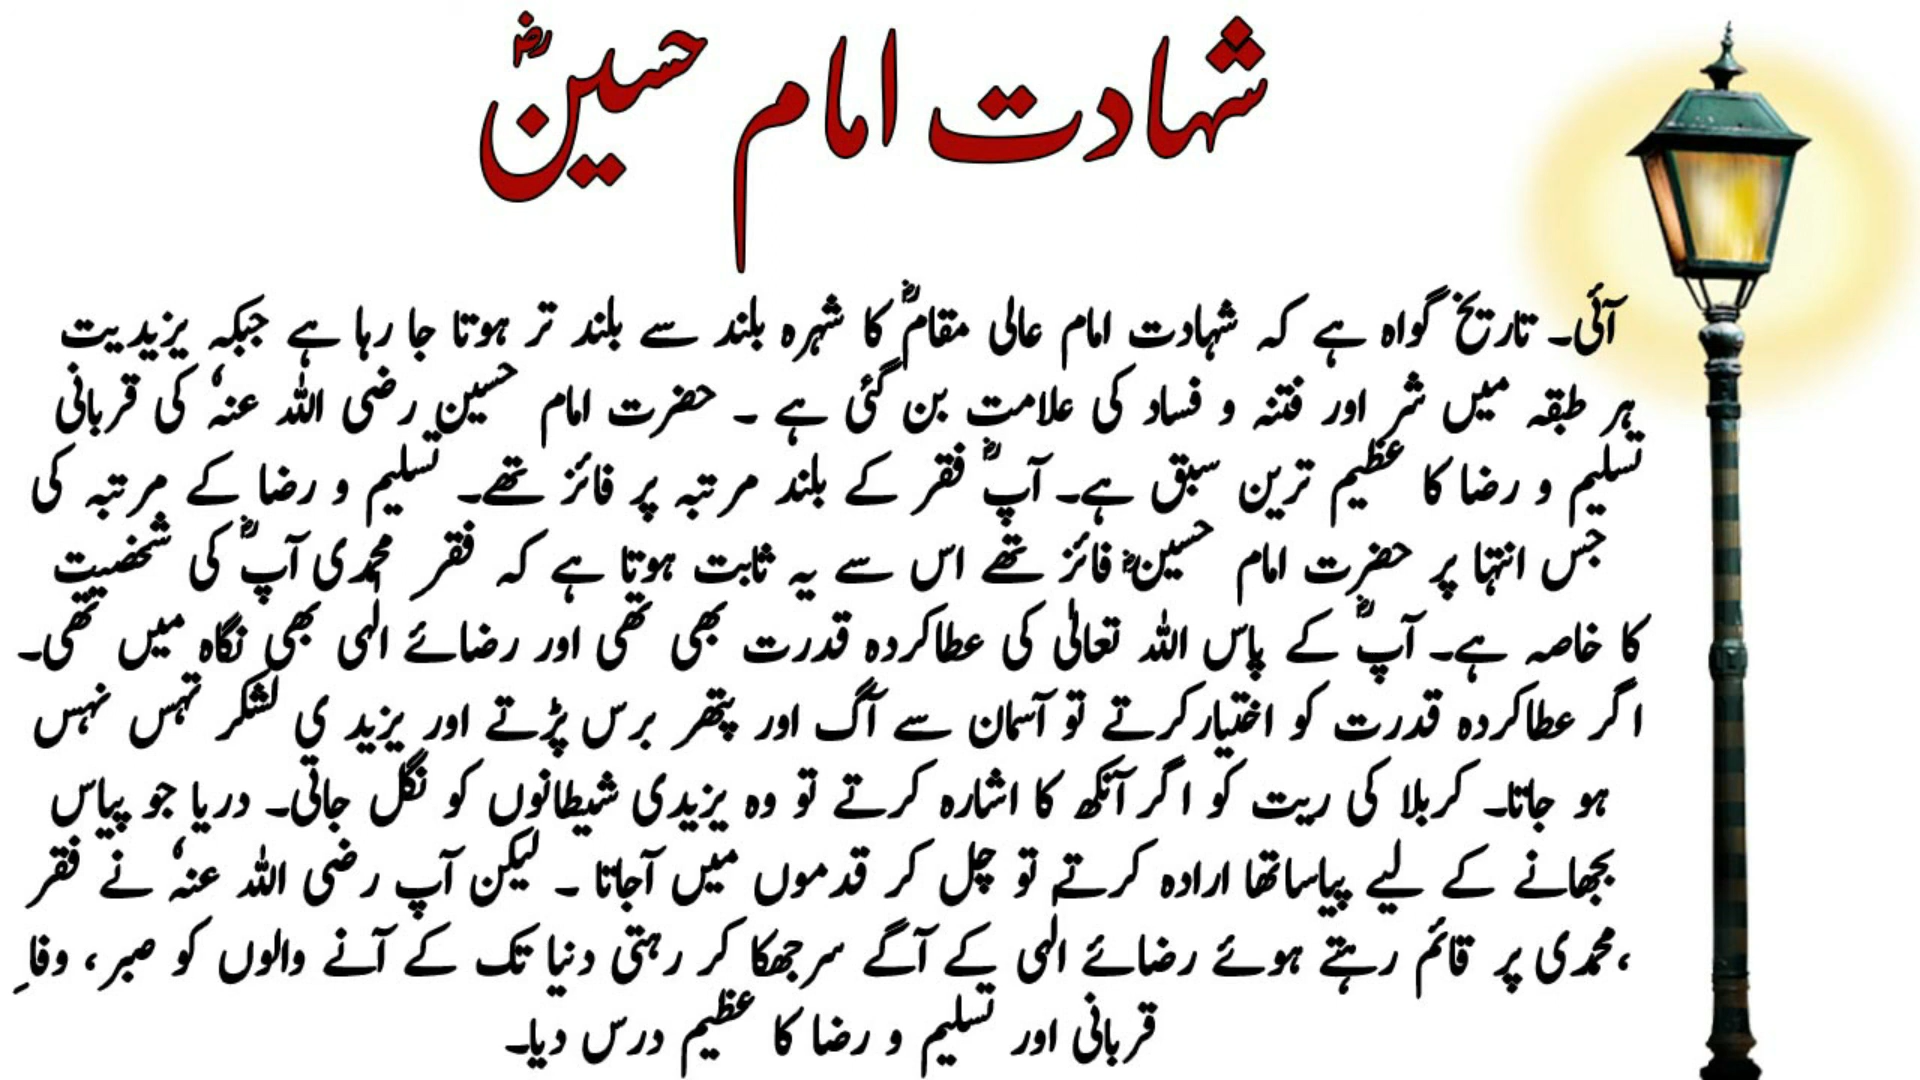 شہادت امام حسینؓ
آئی۔ تاریخ گواہ ہے کہ شہادت امام عالی مقامؓ کا شہرہ بلند سے بلند تر ہوتا جا رہا ہے جبکہ یزیدیت
ہر طبقہ میں شر اور فتنہ و فساد کی علامت بن گئی ہے ۔ حضرت امام حسین رضی اللہ عنہٗ کی قربانی
تسلیم و رضا کا عظیم ترین سبق ہے۔ آپؓ فقر کے بلند مرتبہ پر فائز تھے۔ تسلیم و رضا کے مرتبہ کی
جس انتہا پر حضرت امام حسینؓ فائز تھے اس سے یہ ثابت ہوتا ہے کہ فقر محمدی آپؓ کی شخصیت
کا خاصہ ہے۔ آپؓ کے پاس اللہ تعالیٰ کی عطاکردہ قدرت بھی تھی اور رضائے الٰہی بھی نگاہ میں تھی۔
اگر عطاکردہ قدرت کو اختیارکرتے تو آسمان سے آگ اور پتھر برس پڑتے اور یزید ی لشکر تہس نہس
ہو جاتا۔ کربلا کی ریت کو اگر آنکھ کا اشارہ کرتے تو وہ یزیدی شیطانوں کو نگل جاتی۔ دریا جو پیاس
بجھانے کے لیے پیاساتھا ارادہ کرتے تو چل کر قدموں میں آجاتا ۔ لیکن آپ رضی اللہ عنہٗ نے فقر
محمدی پر قائم رہتے ہوئے رضائے الٰہی کے آگے سرجھکا کر رہتی دنیا تک کے آنے والوں کو صبر، وفاِ،
قربانی اور تسلیم و رضا کا عظیم درس دیا۔